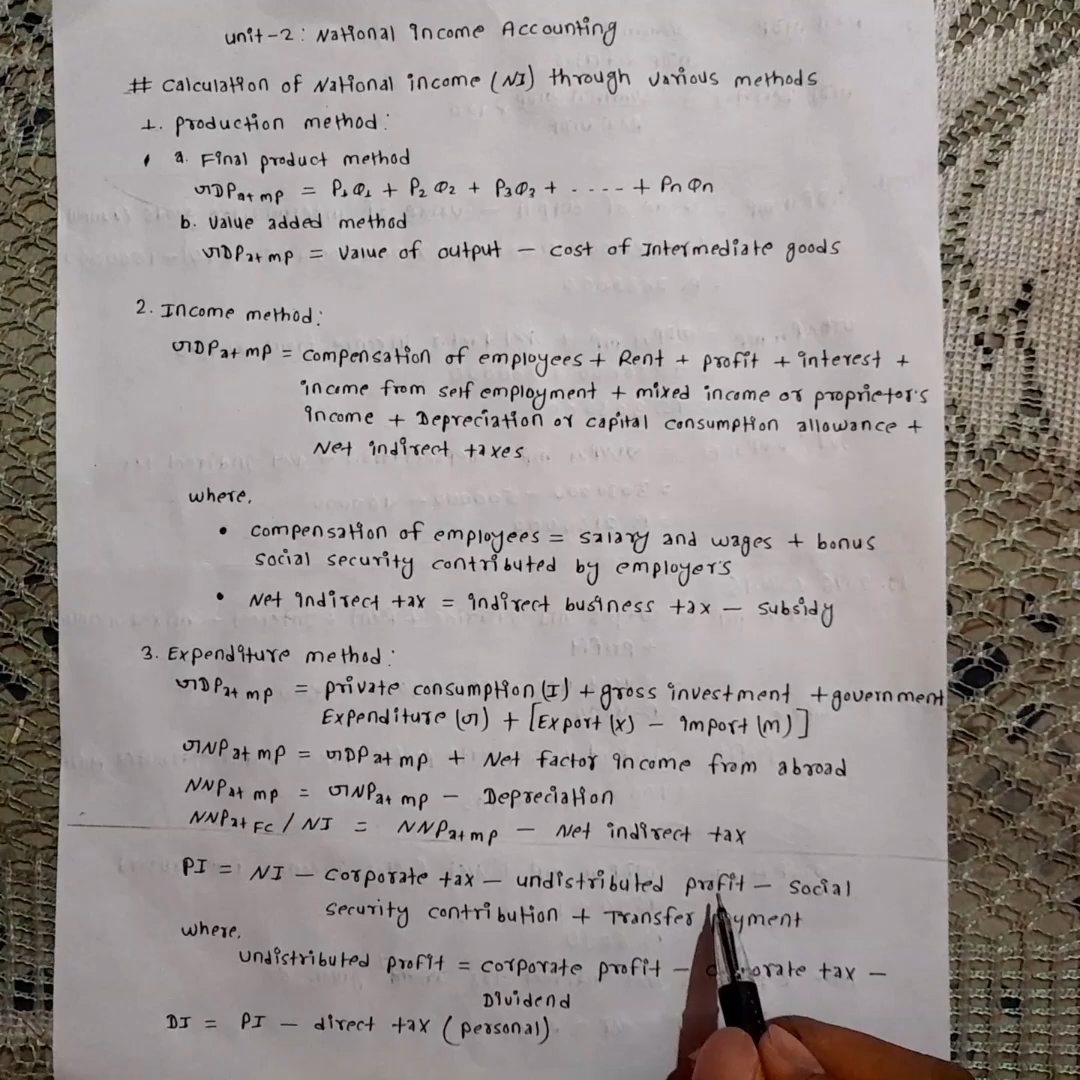 Unit-2: National Income Accounting
# Calculation of National income (NI) through various methods
1. Production method:
a. Final product method
GDPat mp = P1Q1 + P2Q2 + P3Q3 + ..... + PnQn
b. Value added method
GDPat mp = Value of output - cost of Intermediate goods
2. Income method:
GDPat mp = compensation of employees + Rent + profit + interest +
income from self employment + mixed income or proprietor's
income + Depreciation or capital consumption allowance +
Net indirect taxes
where,
• compensation of employees = salary and wages + bonus
social security contributed by employer's
• Net indirect tax = indirect business tax - subsidy
3. Expenditure method:
GDPat mp = private consumption (I) + gross investment + government
Expenditure (G) + [Export (X) - Import (M)]
GNPat mp = GDPat mp + Net factor income from abroad
NNPat mp = GNPat mp - Depreciation
NNPat FC / NI = NNPat mp - Net indirect tax
PI = NI - corporate tax - undistributed profit - social
security contribution + Transfer yment
where,
undistributed profit = corporate profit - orate tax -
Dividend
DI = PI - direct tax (personal)